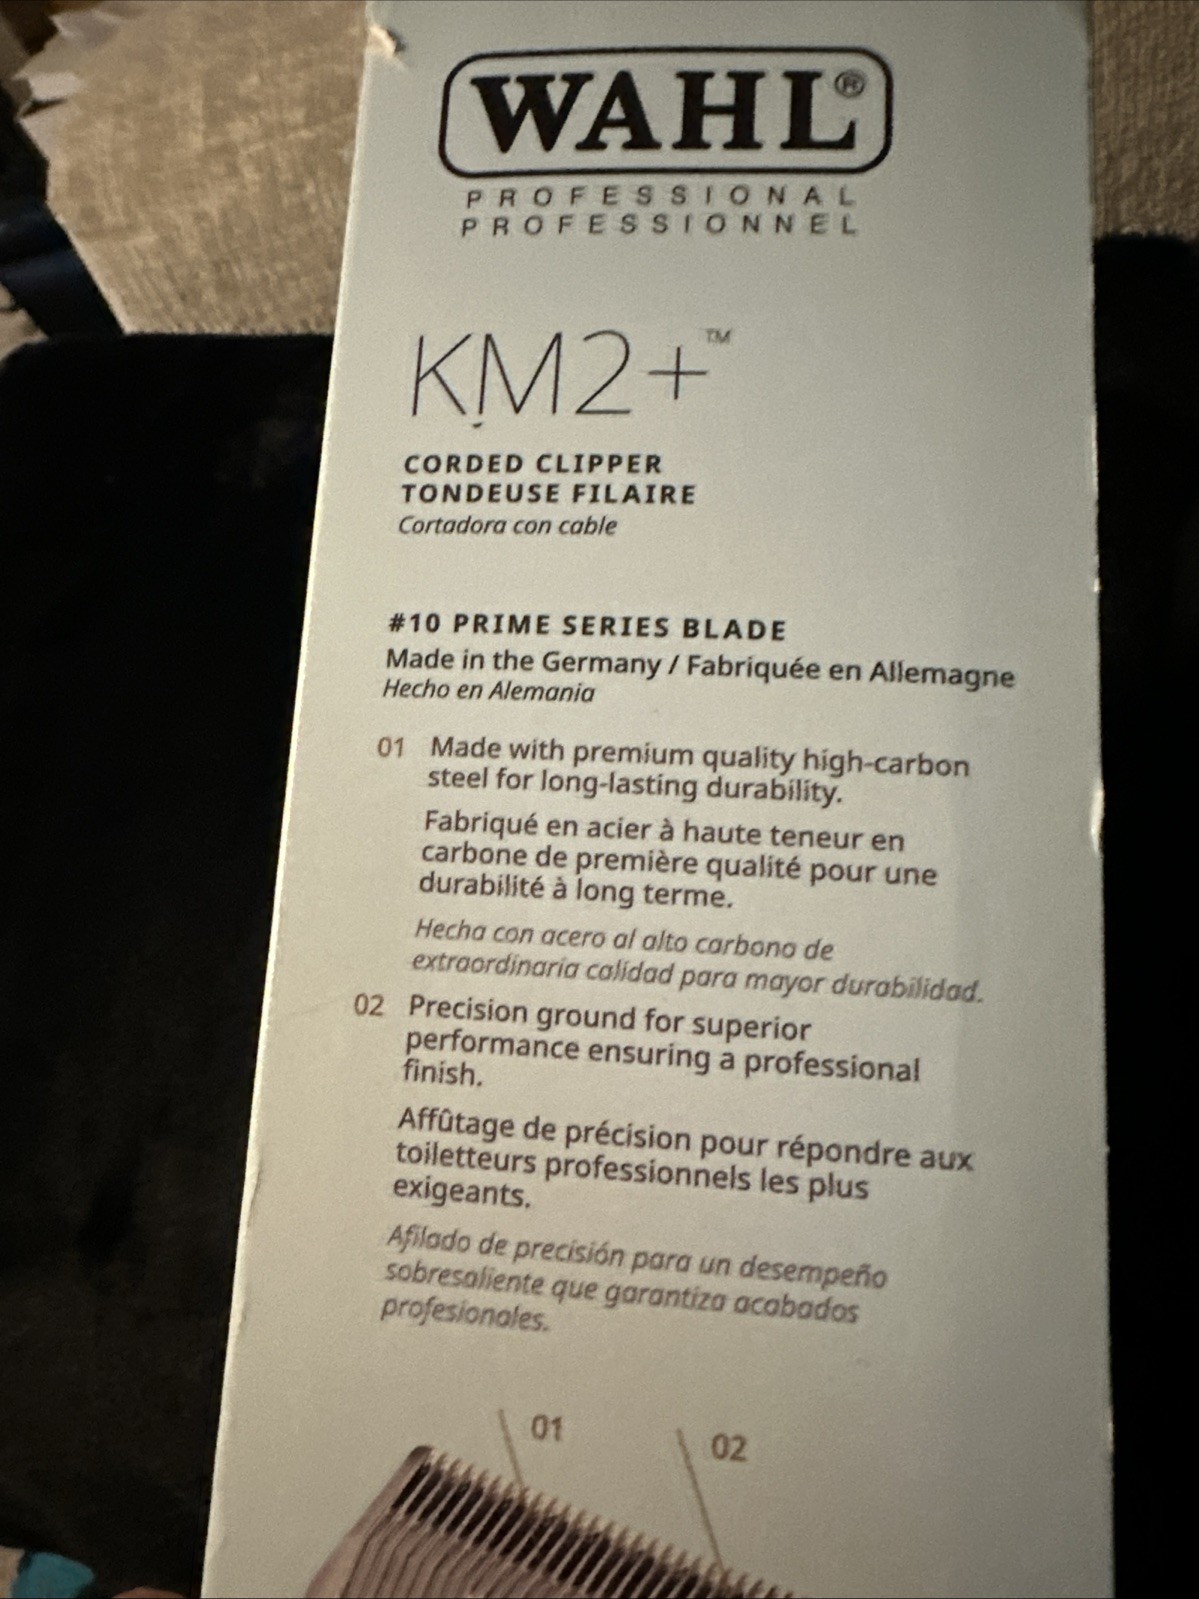 WAHL®
PROFESSIONAL
PROFESSIONNEL
KM2+™
CORDED CLIPPER
TONDEUSE FILAIRE
Cortadora con cable
#10 PRIME SERIES BLADE
Made in the Germany / Fabriquée en Allemagne
Hecho en Alemania
01 Made with premium quality high-carbon
steel for long-lasting durability.
Fabriqué en acier à haute teneur en
carbone de première qualité pour une
durabilité à long terme.
Hecha con acero al alto carbono de
extraordinaria calidad para mayor durabilidad.
02 Precision ground for superior
performance ensuring a professional
finish.
Affûtage de précision pour répondre aux
toiletteurs professionnels les plus
exigeants.
Afilado de precisión para un desempeño
sobresaliente que garantiza acabados
profesionales.
01
02